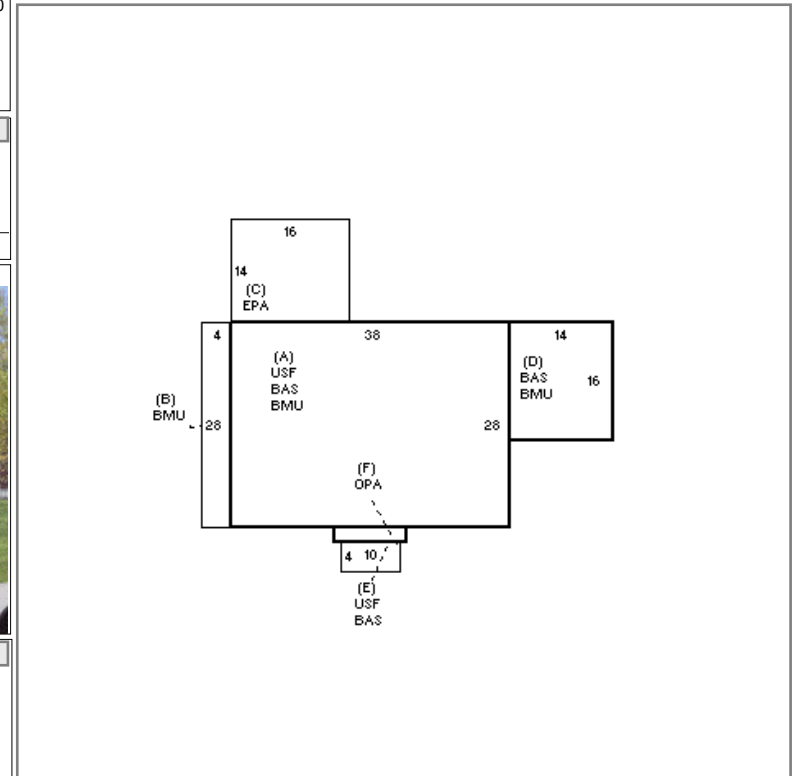 16
14
(C)
EPA
4
38
14
(A)
USF
BAS
BMU
(D)
BAS
BMU
16
(B)
BMU
28
28
(F)
OPA
4 10
(E)
USF
BAS